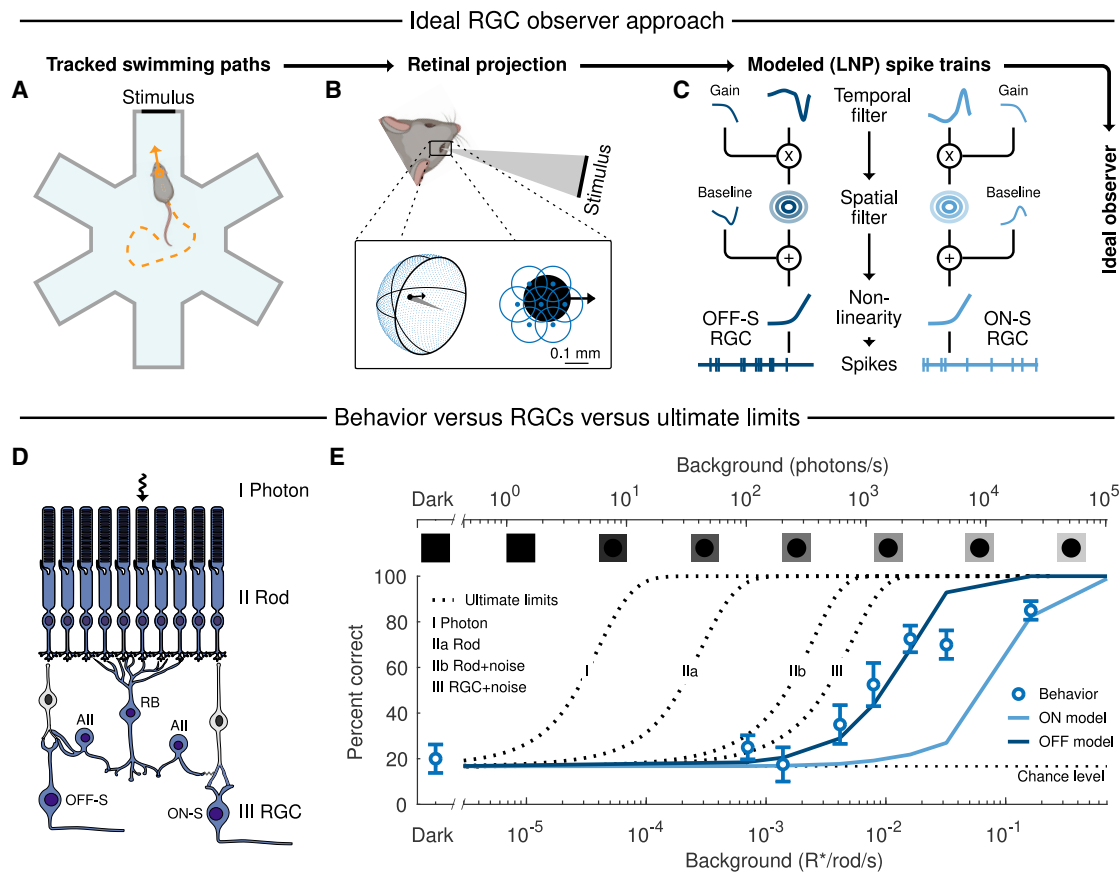 Ideal RGC observer approach
Tracked swimming paths
Retinal projection
Modeled (LNP) spike trains
Ideal observer
A
Stimulus
B
Stimulus
0.1 mm
C
Gain
Temporal
filter
Gain
x
x
Baseline
Spatial
filter
Baseline
+
+
OFF-S
RGC
Non-
linearity
ON-S
RGC
Spikes
Behavior versus RGCs versus ultimate limits
D
I Photon
II Rod
RB
AII
AII
OFF-S
ON-S
III RGC
E
Background (photons/s)
Dark 10^0 10^1 10^2 10^3 10^4 10^5
Percent correct
100
80
60
40
20
0
Ultimate limits
I Photon
IIa Rod
IIb Rod+noise
III RGC+noise
I
IIa
IIb
III
Behavior
ON model
OFF model
Chance level
Dark 10^-5 10^-4 10^-3 10^-2 10^-1
Background (R*/rod/s)